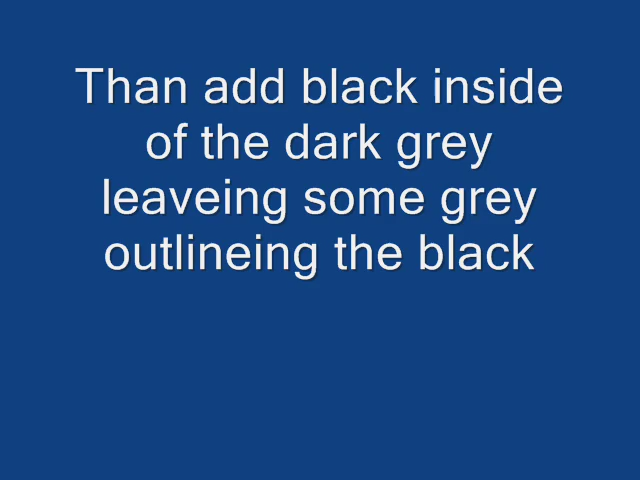 Than add black inside
of the dark grey
leaveing some grey
outlineing the black